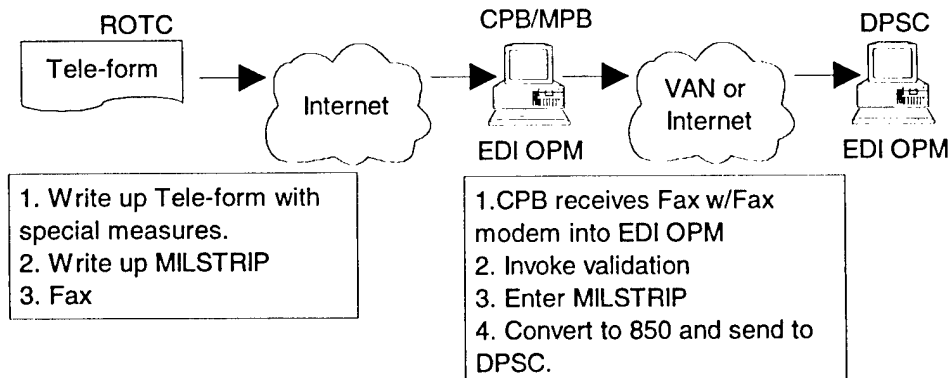 ROTC
CPB/MPB
DPSC
Tele-form
Internet
VAN or
Internet
EDI OPM
EDI OPM
1. Write up Tele-form with
special measures.
2. Write up MILSTRIP
3. Fax
1.CPB receives Fax w/Fax
modem into EDI OPM
2. Invoke validation
3. Enter MILSTRIP
4. Convert to 850 and send to
DPSC.